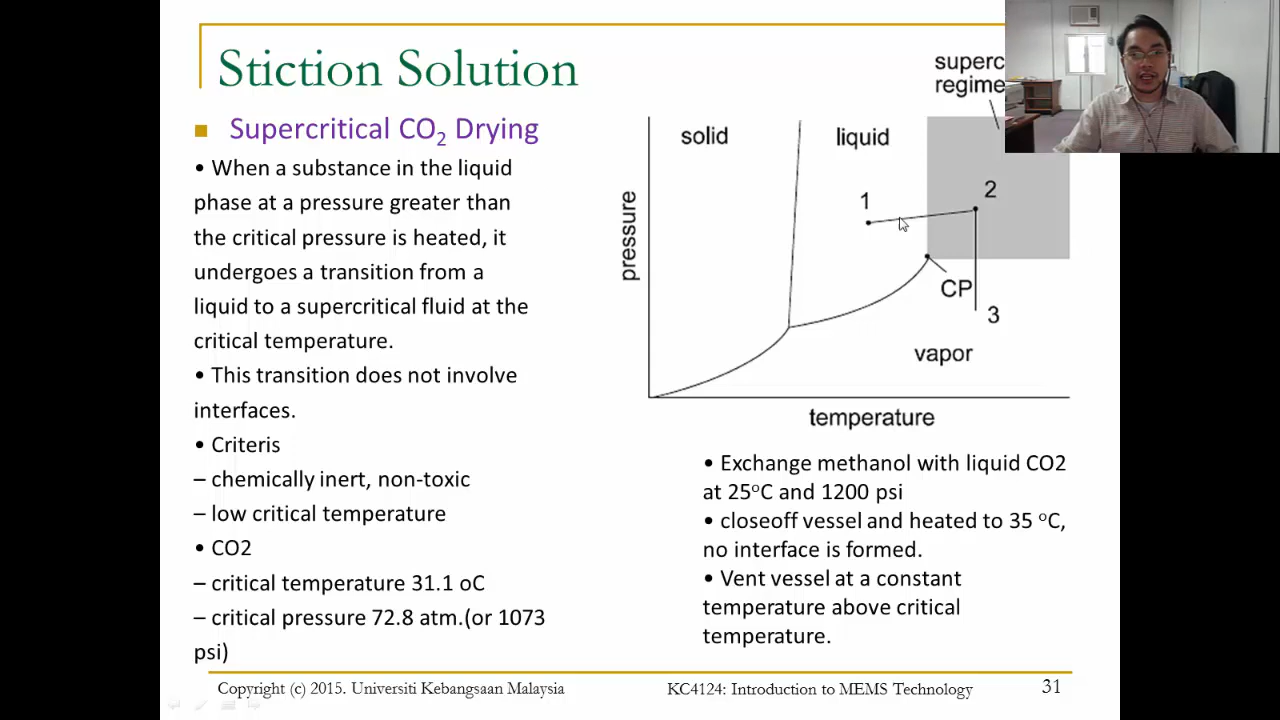 Stiction Solution
Supercritical CO2 Drying
• When a substance in the liquid
phase at a pressure greater than
the critical pressure is heated, it
undergoes a transition from a
liquid to a supercritical fluid at the
critical temperature.
• This transition does not involve
interfaces.
• Criteris
– chemically inert, non-toxic
– low critical temperature
• CO2
– critical temperature 31.1 oC
– critical pressure 72.8 atm.(or 1073
psi)
superc
regime
solid
liquid
1
2
CP
3
vapor
pressure
temperature
• Exchange methanol with liquid CO2
at 25°C and 1200 psi
• closeoff vessel and heated to 35 °C,
no interface is formed.
• Vent vessel at a constant
temperature above critical
temperature.
Copyright (c) 2015. Universiti Kebangsaan Malaysia
KC4124: Introduction to MEMS Technology
31